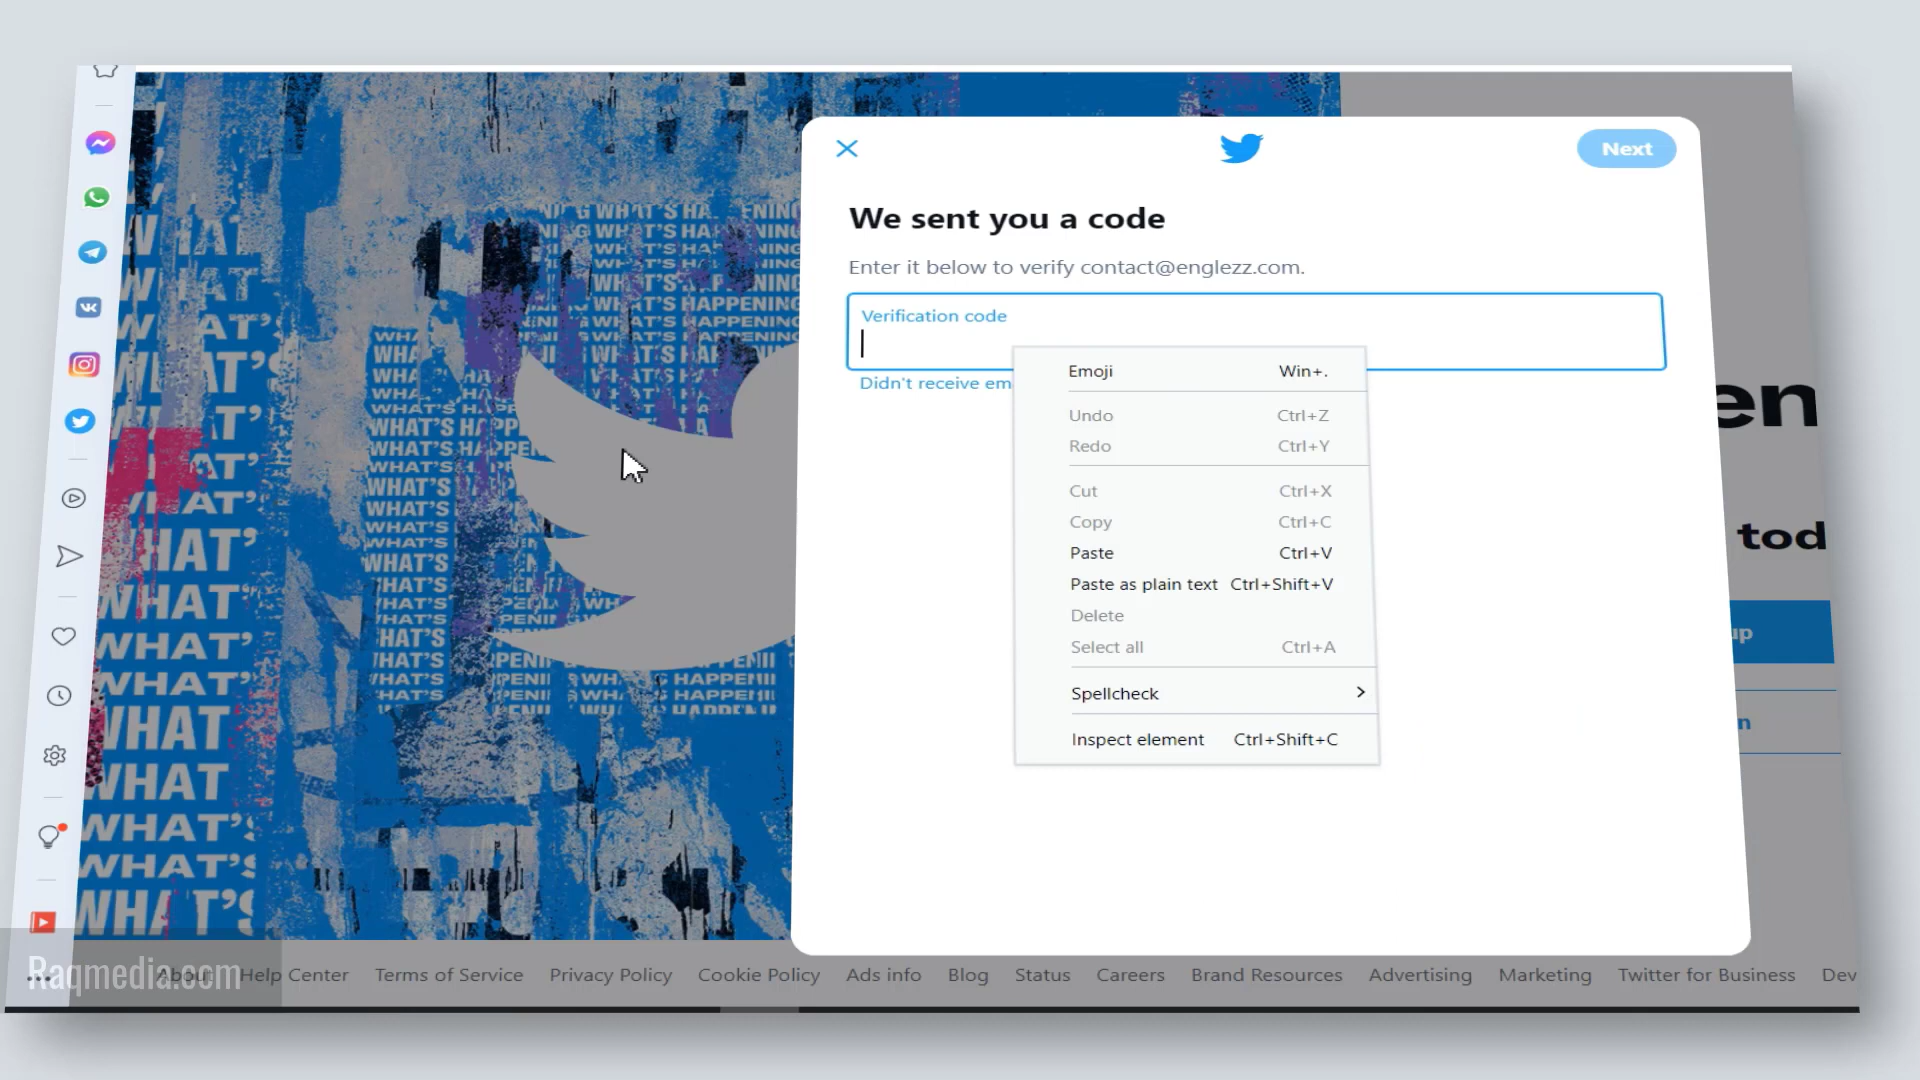 Next
We sent you a code
Enter it below to verify contact@englezz.com.
Verification code
Didn't receive em
Emoji Win+.
Undo Ctrl+Z
Redo Ctrl+Y
Cut Ctrl+X
Copy Ctrl+C
Paste Ctrl+V
Paste as plain text Ctrl+Shift+V
Delete
Select all Ctrl+A
Spellcheck
Inspect element Ctrl+Shift+C
en
tod
up
n
WHAT'S HAPPENING
Raqmedia.com
About Help Center Terms of Service Privacy Policy Cookie Policy Ads info Blog Status Careers Brand Resources Advertising Marketing Twitter for Business Dev